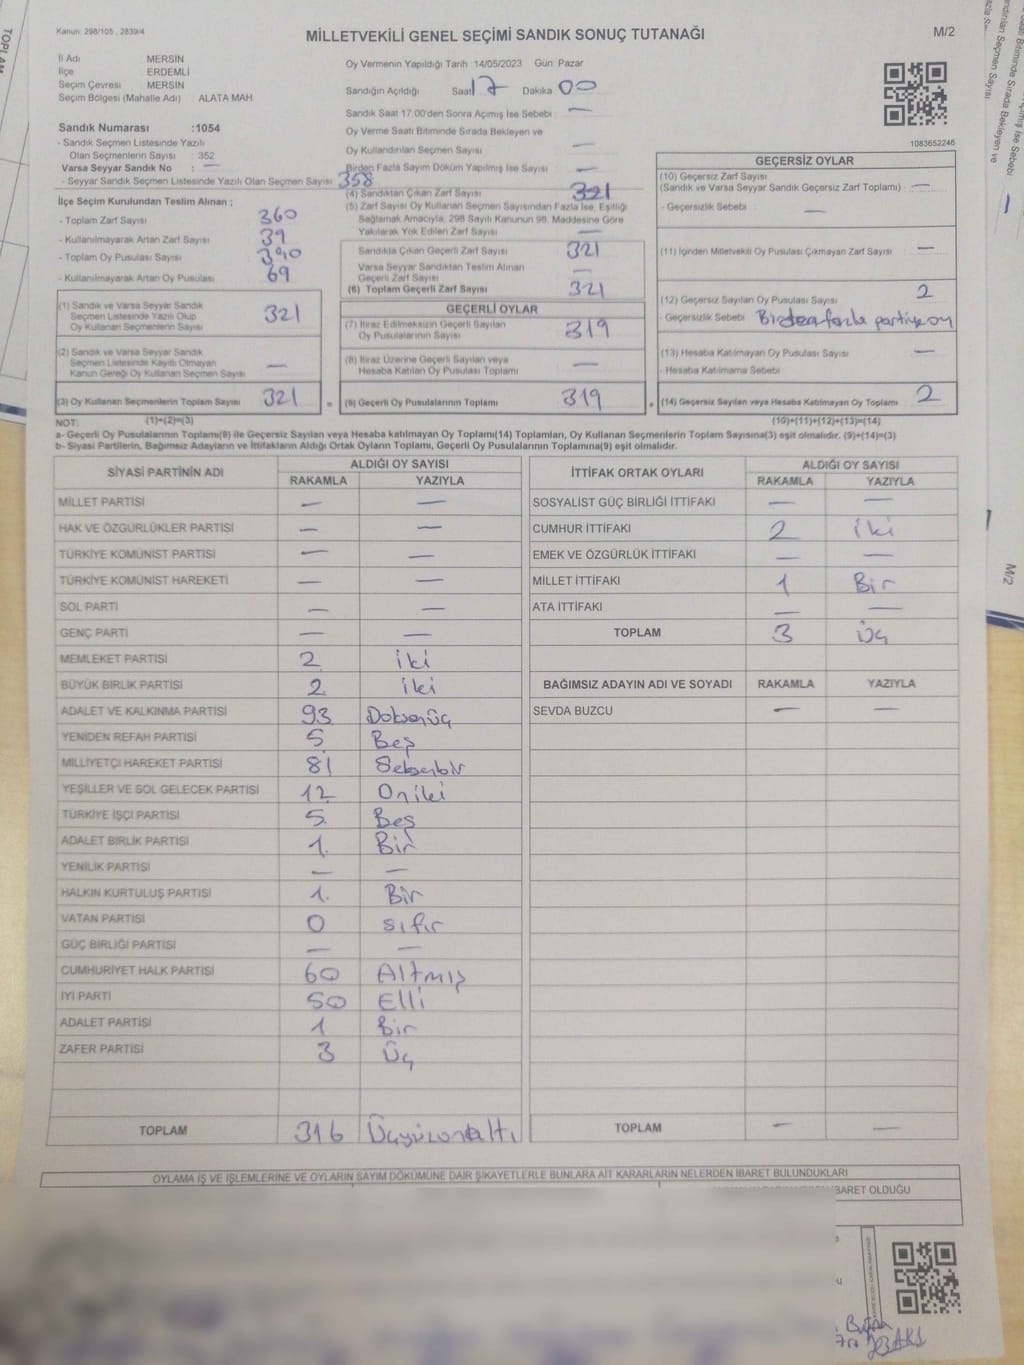 Kanun: 298/105 , 2839/4
MİLLETVEKİLİ GENEL SEÇİMİ SANDIK SONUÇ TUTANAĞI
M/2
İl Adı MERSİN
İlçe ERDEMLİ
Seçim Çevresi MERSİN
Seçim Bölgesi (Mahalle Adı) : ALATA MAH
Sandık Numarası :1054
- Sandık Seçmen Listesinde Yazılı
Olan Seçmenlerin Sayısı : 352
Varsa Seyyar Sandık No : —
- Seyyar Sandık Seçmen Listesinde Yazılı Olan Seçmen Sayısı 358
İlçe Seçim Kurulundan Teslim Alınan ;
- Toplam Zarf Sayısı 360
- Kullanılmayarak Artan Zarf Sayısı 39
- Toplam Oy Pusulası Sayısı 390
- Kullanılmayarak Artan Oy Pusulası 69
(1) Sandık ve Varsa Seyyar Sandık
Seçmen Listesinde Yazılı Olup
Oy Kullanan Seçmenlerin Sayısı 321
(2) Sandık ve Varsa Seyyar Sandık
Seçmen Listesinde Kayıtlı Olmayan
Kanun Gereği Oy Kullanan Seçmen Sayısı —
(3) Oy Kullanan Seçmenlerin Toplam Sayısı 321
Oy Vermenin Yapıldığı Tarih :14/05/2023 Gün: Pazar
Sandığın Açıldığı Saat 17 Dakika 00
Sandık Saat 17:00'den Sonra Açılmış İse Sebebi : —
Oy Verme Saati Bitiminde Sırada Bekleyen ve
Oy Kullandırılan Seçmen Sayısı : —
Birden Fazla Sayım Döküm Yapılmış İse Sayısı : —
(4) Sandıktan Çıkan Zarf Sayısı 321
(5) Zarf Sayısı Oy Kullanan Seçmen Sayısından Fazla İse, Eşitliği
Sağlamak Amacıyla, 298 Sayılı Kanunun 98. Maddesine Göre
Yakılarak Yok Edilen Zarf Sayısı
Sandıkta Çıkan Geçerli Zarf Sayısı 321
Varsa Seyyar Sandıktan Teslim Alınan
Geçerli Zarf Sayısı —
(6) Toplam Geçerli Zarf Sayısı 321
GEÇERLİ OYLAR
(7) İtiraz Edilmeksizin Geçerli Sayılan
Oy Pusulalarının Sayısı 319
(8) İtiraz Üzerine Geçerli Sayılan veya
Hesaba Katılan Oy Pusulası Toplamı —
= (9) Geçerli Oy Pusulalarının Toplamı 319
1083652246
GEÇERSİZ OYLAR
(10) Geçersiz Zarf Sayısı
(Sandık ve Varsa Seyyar Sandık Geçersiz Zarf Toplamı) —
- Geçersizlik Sebebi : —
(11) İçinden Milletvekili Oy Pusulası Çıkmayan Zarf Sayısı —
(12) Geçersiz Sayılan Oy Pusulası Sayısı 2
- Geçersizlik Sebebi Birden fazla partiye oy
(13) Hesaba Katılmayan Oy Pusulası Sayısı —
- Hesaba Katılmama Sebebi
+ (14) Geçersiz Sayılan veya Hesaba Katılmayan Oy Toplamı 2
NOT: (1)+(2)=(3) (10)+(11)+(12)+(13)=(14)
a- Geçerli Oy Pusulalarının Toplamı(9) ile Geçersiz Sayılan veya Hesaba katılmayan Oy Toplamı(14) Toplamları, Oy Kullanan Seçmenlerin Toplam Sayısına(3) eşit olmalıdır. (9)+(14)=(3)
b- Siyasi Partilerin, Bağımsız Adayların ve İttifakların Aldığı Ortak Oyların Toplamı, Geçerli Oy Pusulalarının Toplamına(9) eşit olmalıdır.
SİYASİ PARTİNİN ADI ALDIĞI OY SAYISI
RAKAMLA YAZIYLA
MİLLET PARTİSİ — —
HAK VE ÖZGÜRLÜKLER PARTİSİ — —
TÜRKİYE KOMÜNİST PARTİSİ — —
TÜRKİYE KOMÜNİST HAREKETİ — —
SOL PARTİ — —
GENÇ PARTİ — —
MEMLEKET PARTİSİ 2 iki
BÜYÜK BİRLİK PARTİSİ 2 iki
ADALET VE KALKINMA PARTİSİ 93 Doksanüç
YENİDEN REFAH PARTİSİ 5 Beş
MİLLİYETÇİ HAREKET PARTİSİ 81 Seksenbir
YEŞİLLER VE SOL GELECEK PARTİSİ 12 Oniki
TÜRKİYE İŞÇİ PARTİSİ 5 Beş
ADALET BİRLİK PARTİSİ 1 Bir
YENİLİK PARTİSİ — —
HALKIN KURTULUŞ PARTİSİ 1 Bir
VATAN PARTİSİ 0 sıfır
GÜÇ BİRLİĞİ PARTİSİ — —
CUMHURİYET HALK PARTİSİ 60 Altmış
İYİ PARTİ 50 Elli
ADALET PARTİSİ 1 Bir
ZAFER PARTİSİ 3 Üç
TOPLAM 316 Üçyüzonaltı
İTTİFAK ORTAK OYLARI ALDIĞI OY SAYISI
RAKAMLA YAZIYLA
SOSYALİST GÜÇ BİRLİĞİ İTTİFAKI — —
CUMHUR İTTİFAKI 2 iki
EMEK VE ÖZGÜRLÜK İTTİFAKI — —
MİLLET İTTİFAKI 1 Bir
ATA İTTİFAKI — —
TOPLAM 3 Üç
BAĞIMSIZ ADAYIN ADI VE SOYADI RAKAMLA YAZIYLA
SEVDA BUZCU — —
TOPLAM — —
OYLAMA İŞ VE İŞLEMLERİNE VE OYLARIN SAYIM DÖKÜMÜNE DAİR ŞİKAYETLERLE BUNLARA AİT KARARLARIN NELERDEN İBARET BULUNDUKLARI
BARET OLDUĞU
TOPLAM
M/2